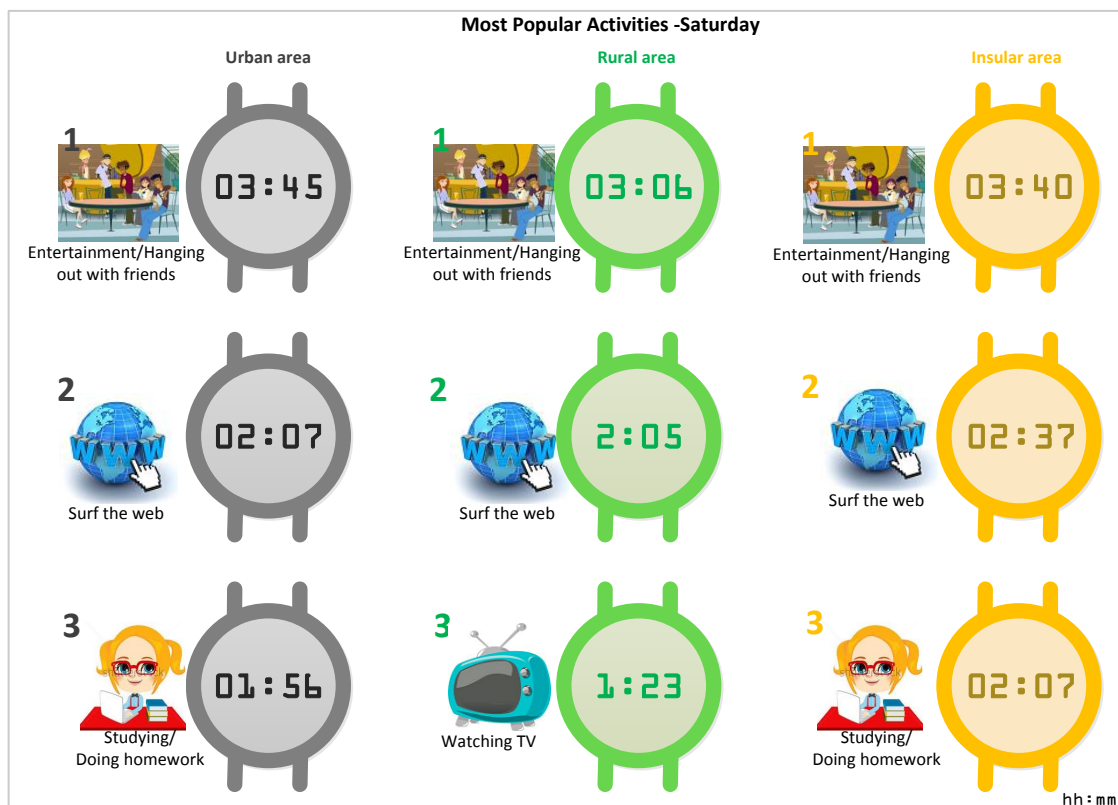 Most Popular Activities -Saturday
Urban area
Rural area
Insular area
1
03:45
Entertainment/Hanging
out with friends
1
03:06
Entertainment/Hanging
out with friends
1
03:40
Entertainment/Hanging
out with friends
2
WWW
02:07
Surf the web
2
WWW
2:05
Surf the web
2
WWW
02:37
Surf the web
3
01:56
Studying/
Doing homework
3
1:23
Watching TV
3
02:07
Studying/
Doing homework
hh:mm